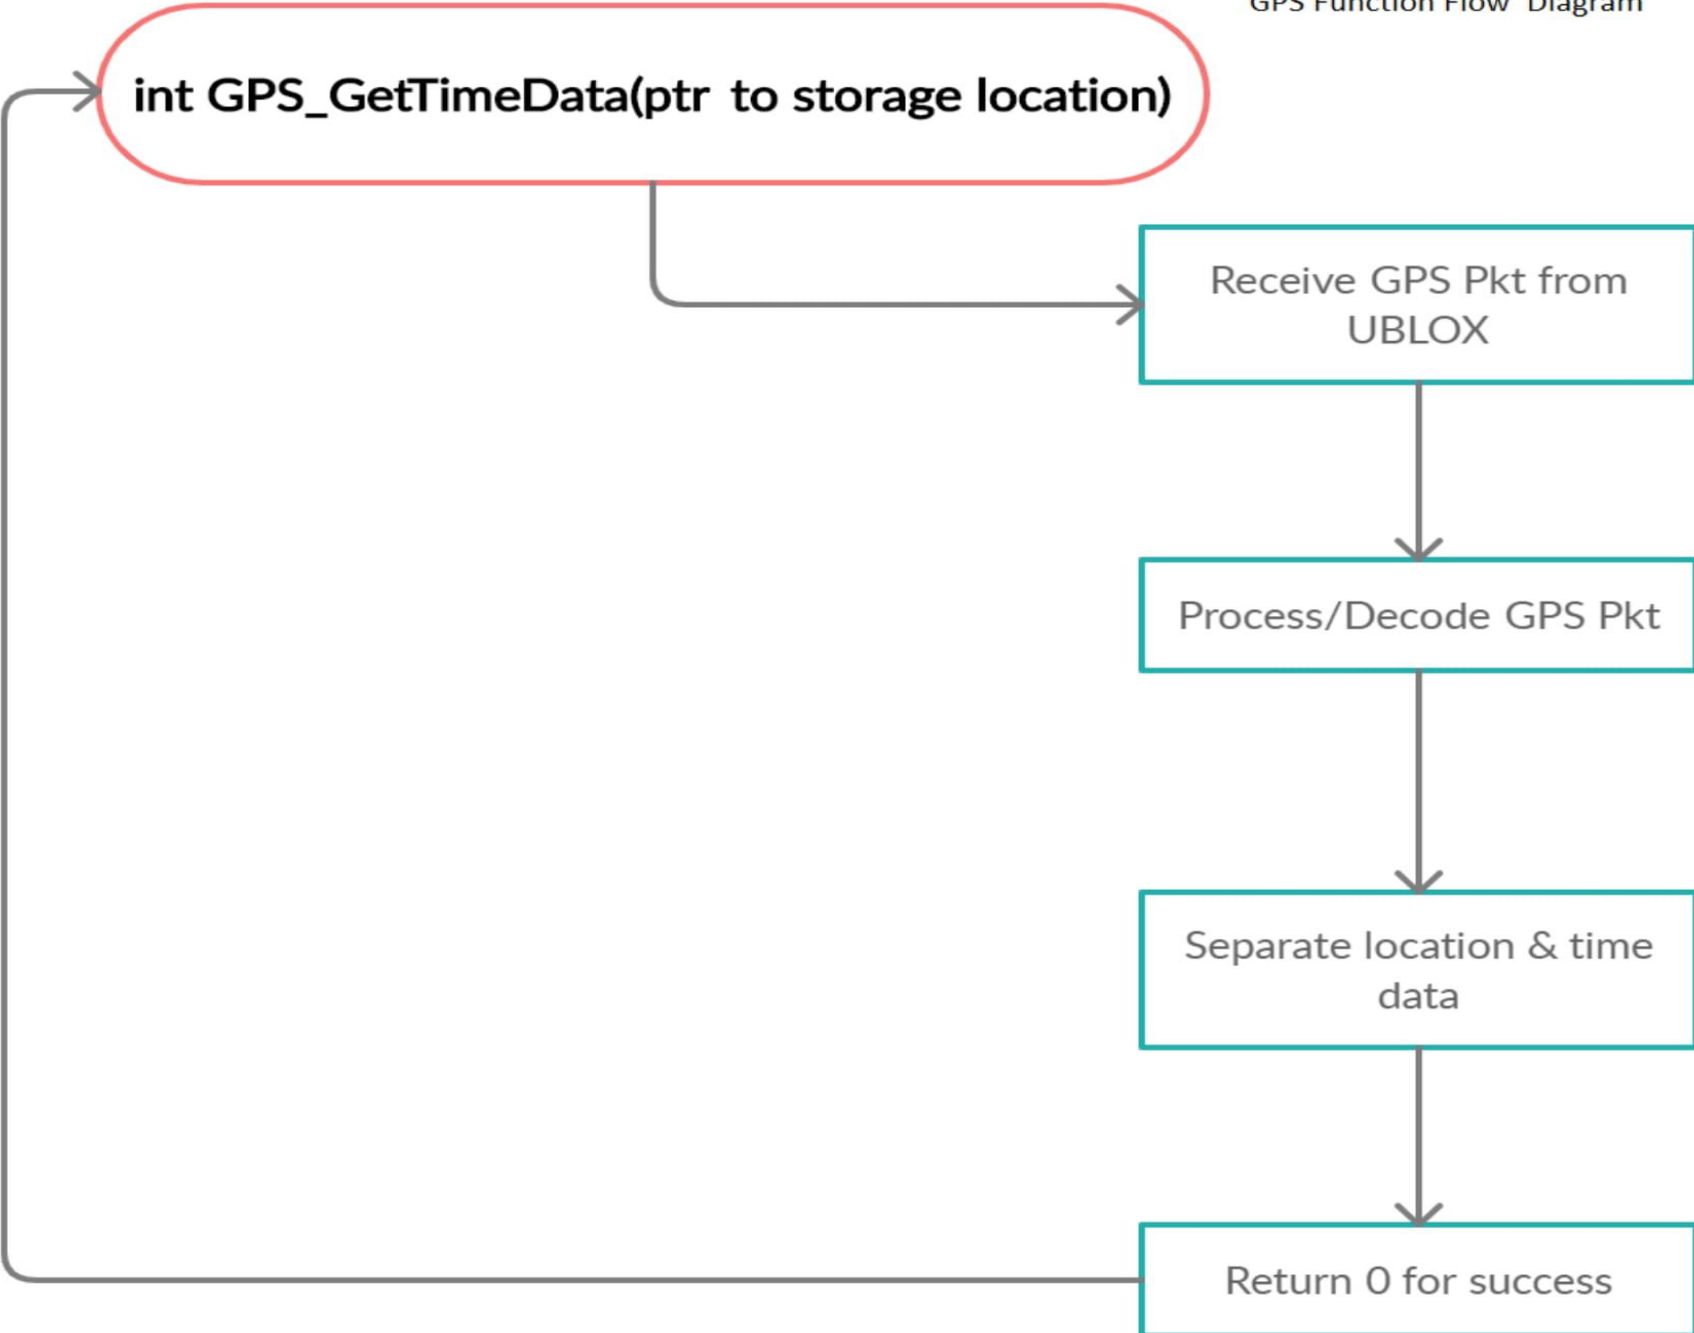 GPS Function Flow Diagram
int GPS_GetTimeData(ptr to storage location)
Receive GPS Pkt from
UBLOX
Process/Decode GPS Pkt
Separate location & time
data
Return 0 for success